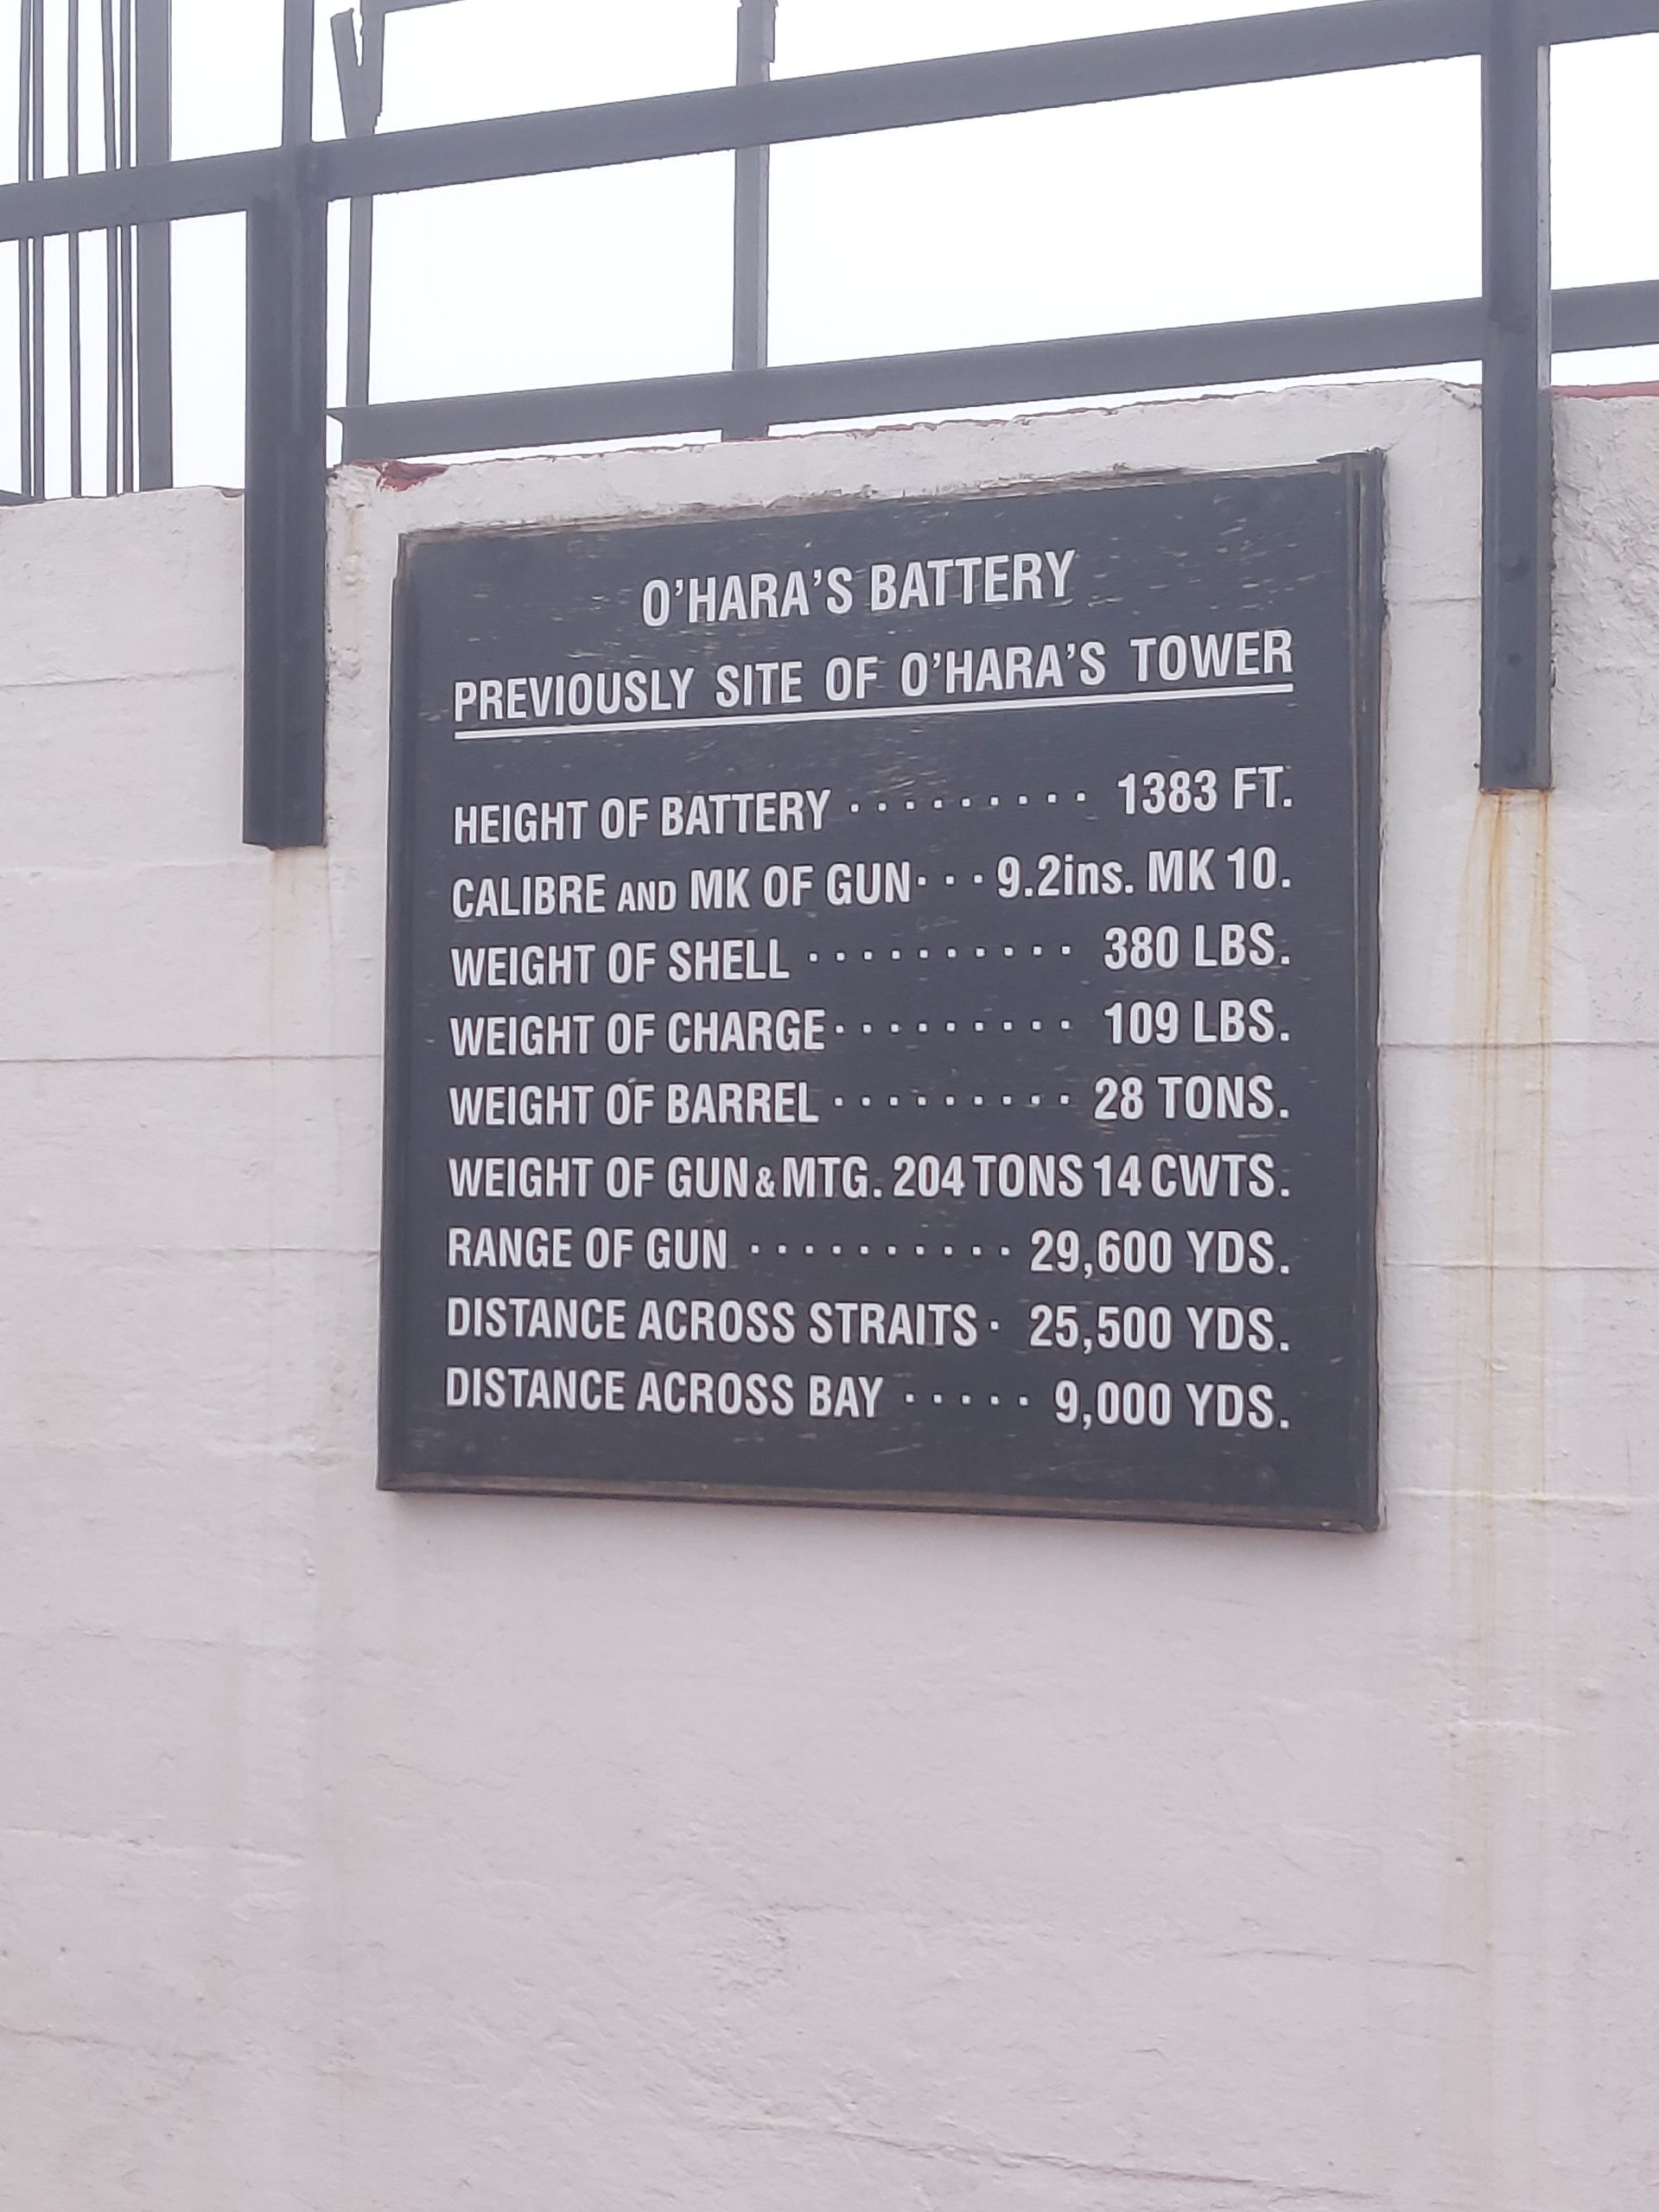 O'HARA'S BATTERY
PREVIOUSLY SITE OF O'HARA'S TOWER
HEIGHT OF BATTERY ········· 1383 FT.
CALIBRE AND MK OF GUN··· 9.2ins. MK 10.
WEIGHT OF SHELL ·········· 380 LBS.
WEIGHT OF CHARGE········· 109 LBS.
WEIGHT OF BARREL ········· 28 TONS.
WEIGHT OF GUN & MTG. 204 TONS 14 CWTS.
RANGE OF GUN ·········· 29,600 YDS.
DISTANCE ACROSS STRAITS · 25,500 YDS.
DISTANCE ACROSS BAY ····· 9,000 YDS.